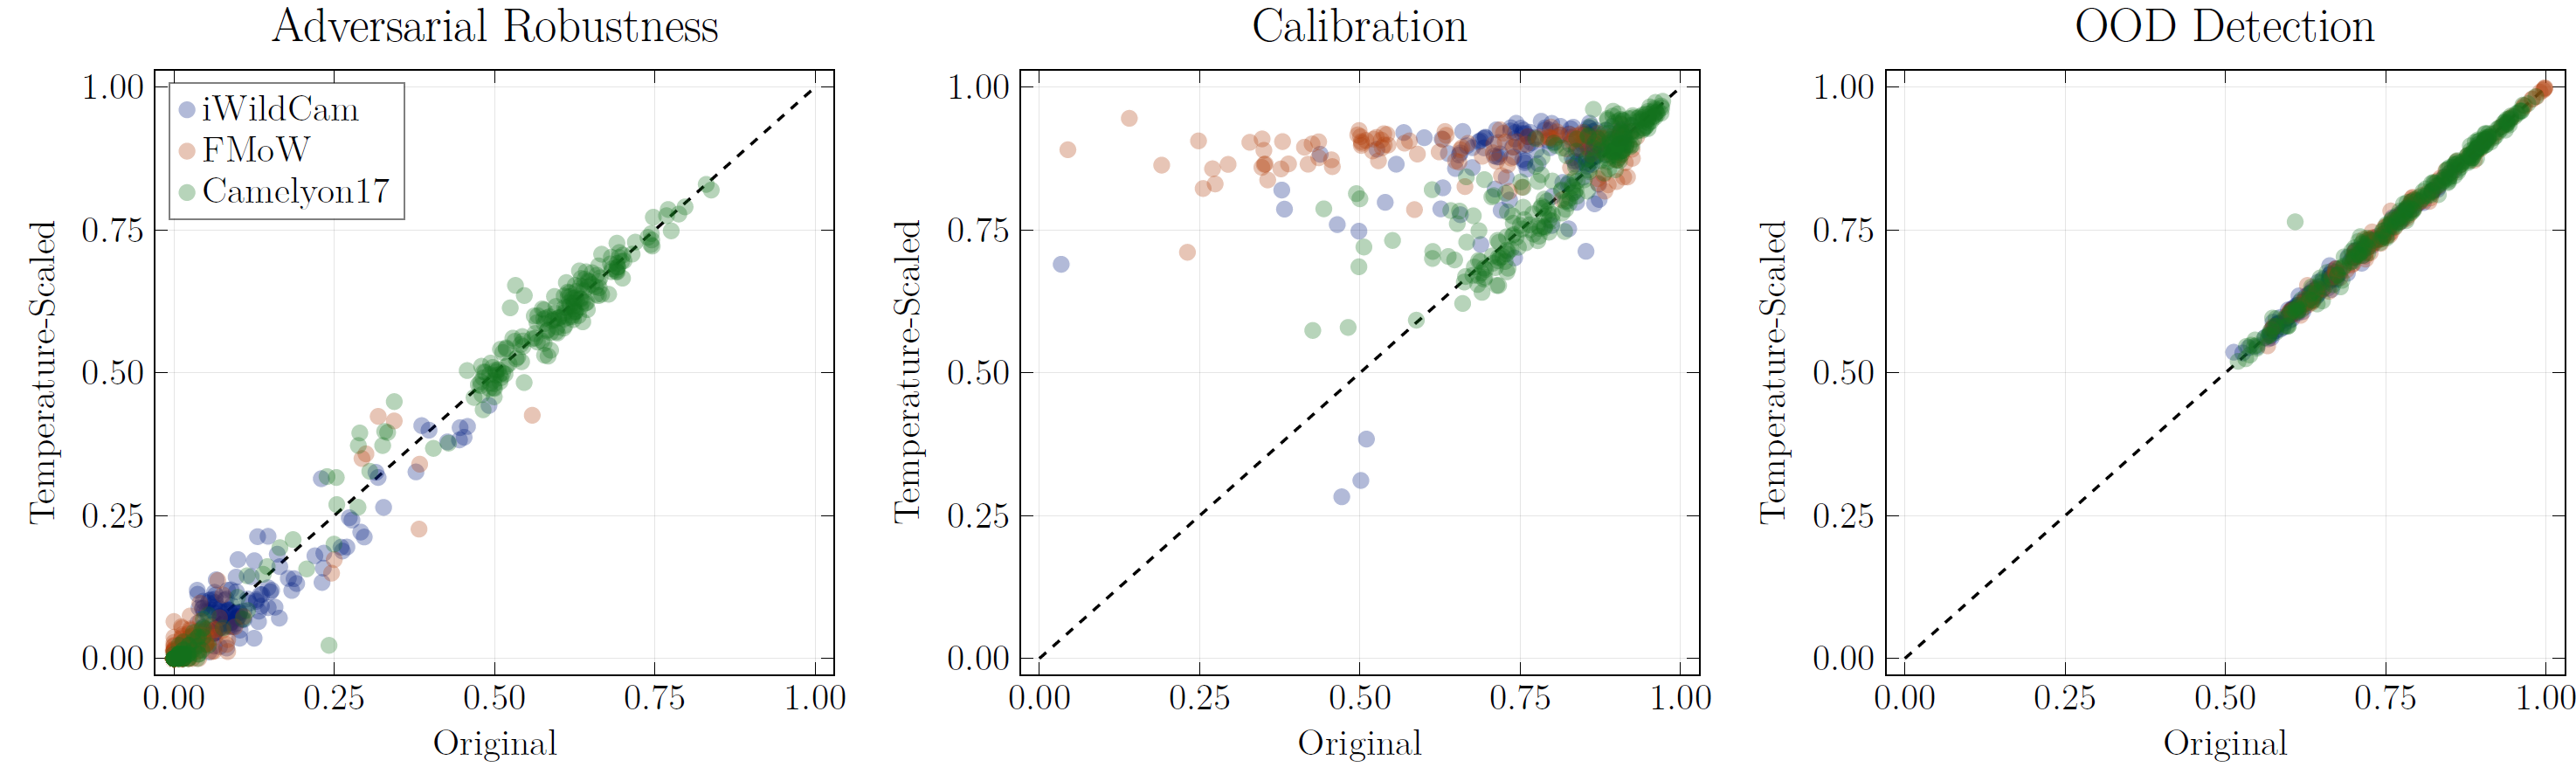 Adversarial Robustness
Temperature-Scaled
1.00
0.75
0.50
0.25
0.00
iWildCam
FMoW
Camelyon17
0.00 0.25 0.50 0.75 1.00
Original
Calibration
Temperature-Scaled
1.00
0.75
0.50
0.25
0.00
0.00 0.25 0.50 0.75 1.00
Original
OOD Detection
Temperature-Scaled
1.00
0.75
0.50
0.25
0.00
0.00 0.25 0.50 0.75 1.00
Original